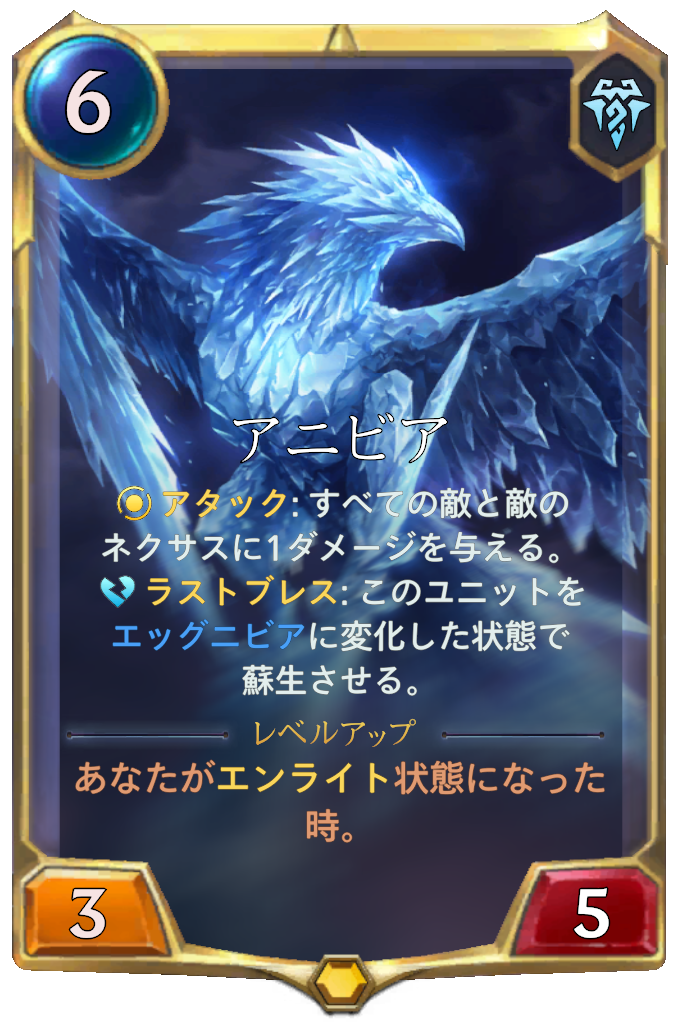 6
アニビア
アタック: すべての敵と敵の
ネクサスに1ダメージを与える。
ラストブレス: このユニットを
エッグニビアに変化した状態で
蘇生させる。
レベルアップ
あなたがエンライト状態になった
時。
3
5